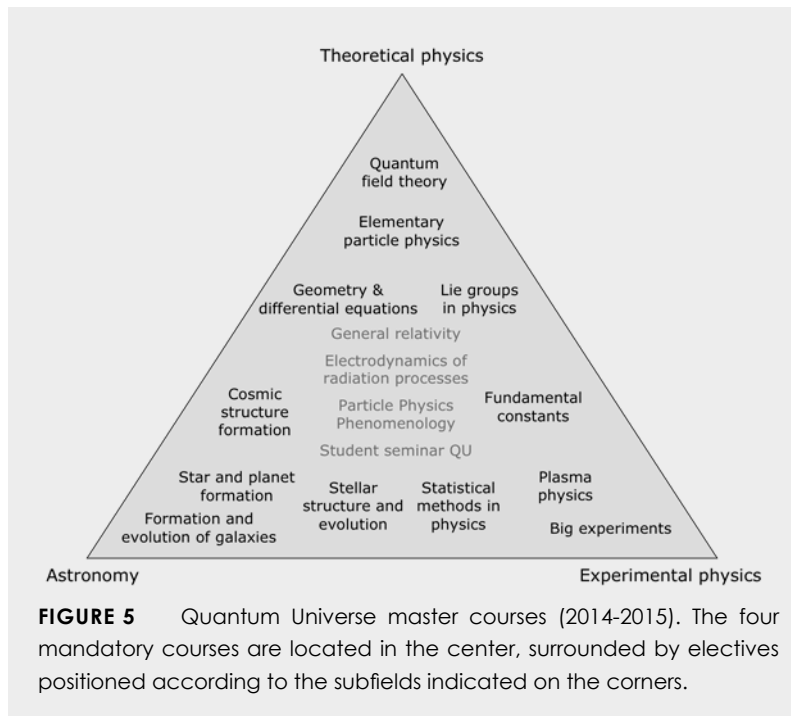 Theoretical physics
Quantum
field theory
Elementary
particle physics
Geometry &
differential equations
Lie groups
in physics
General relativity
Electrodynamics of
radiation processes
Cosmic
structure
formation
Particle Physics
Phenomenology
Fundamental
constants
Student seminar QU
Star and planet
formation
Stellar
structure and
evolution
Statistical
methods in
physics
Plasma
physics
Formation and
evolution of galaxies
Big experiments
Astronomy
Experimental physics
FIGURE 5 Quantum Universe master courses (2014-2015). The four
mandatory courses are located in the center, surrounded by electives
positioned according to the subfields indicated on the corners.